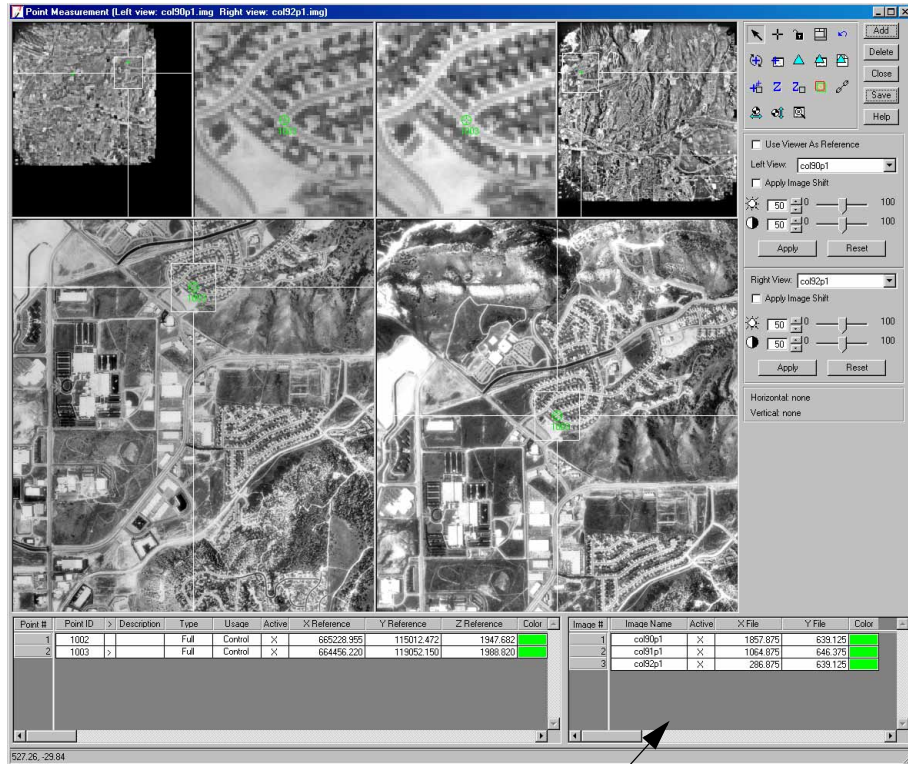 Point Measurement (Left view: col90p1.img Right view: col92p1.img)
Add
Delete
Close
Save
Help
Use Viewer As Reference
Left View: col90p1
Apply Image Shift
50 0 100
50 0 100
Apply Reset
Right View: col92p1
Apply Image Shift
50 0 100
50 0 100
Apply Reset
Horizontal: none
Vertical: none
Point # Point ID > Description Type Usage Active X Reference Y Reference Z Reference Color
1 1002 Full Control X 665228.955 115012.472 1947.682
2 1003 > Full Control X 664456.220 119052.150 1988.820
Image # Image Name Active X File Y File Color
1 col90p1 X 1857.875 639.125
2 col91p1 X 1064.875 646.375
3 col92p1 X 286.875 639.125
527.26, -29.84